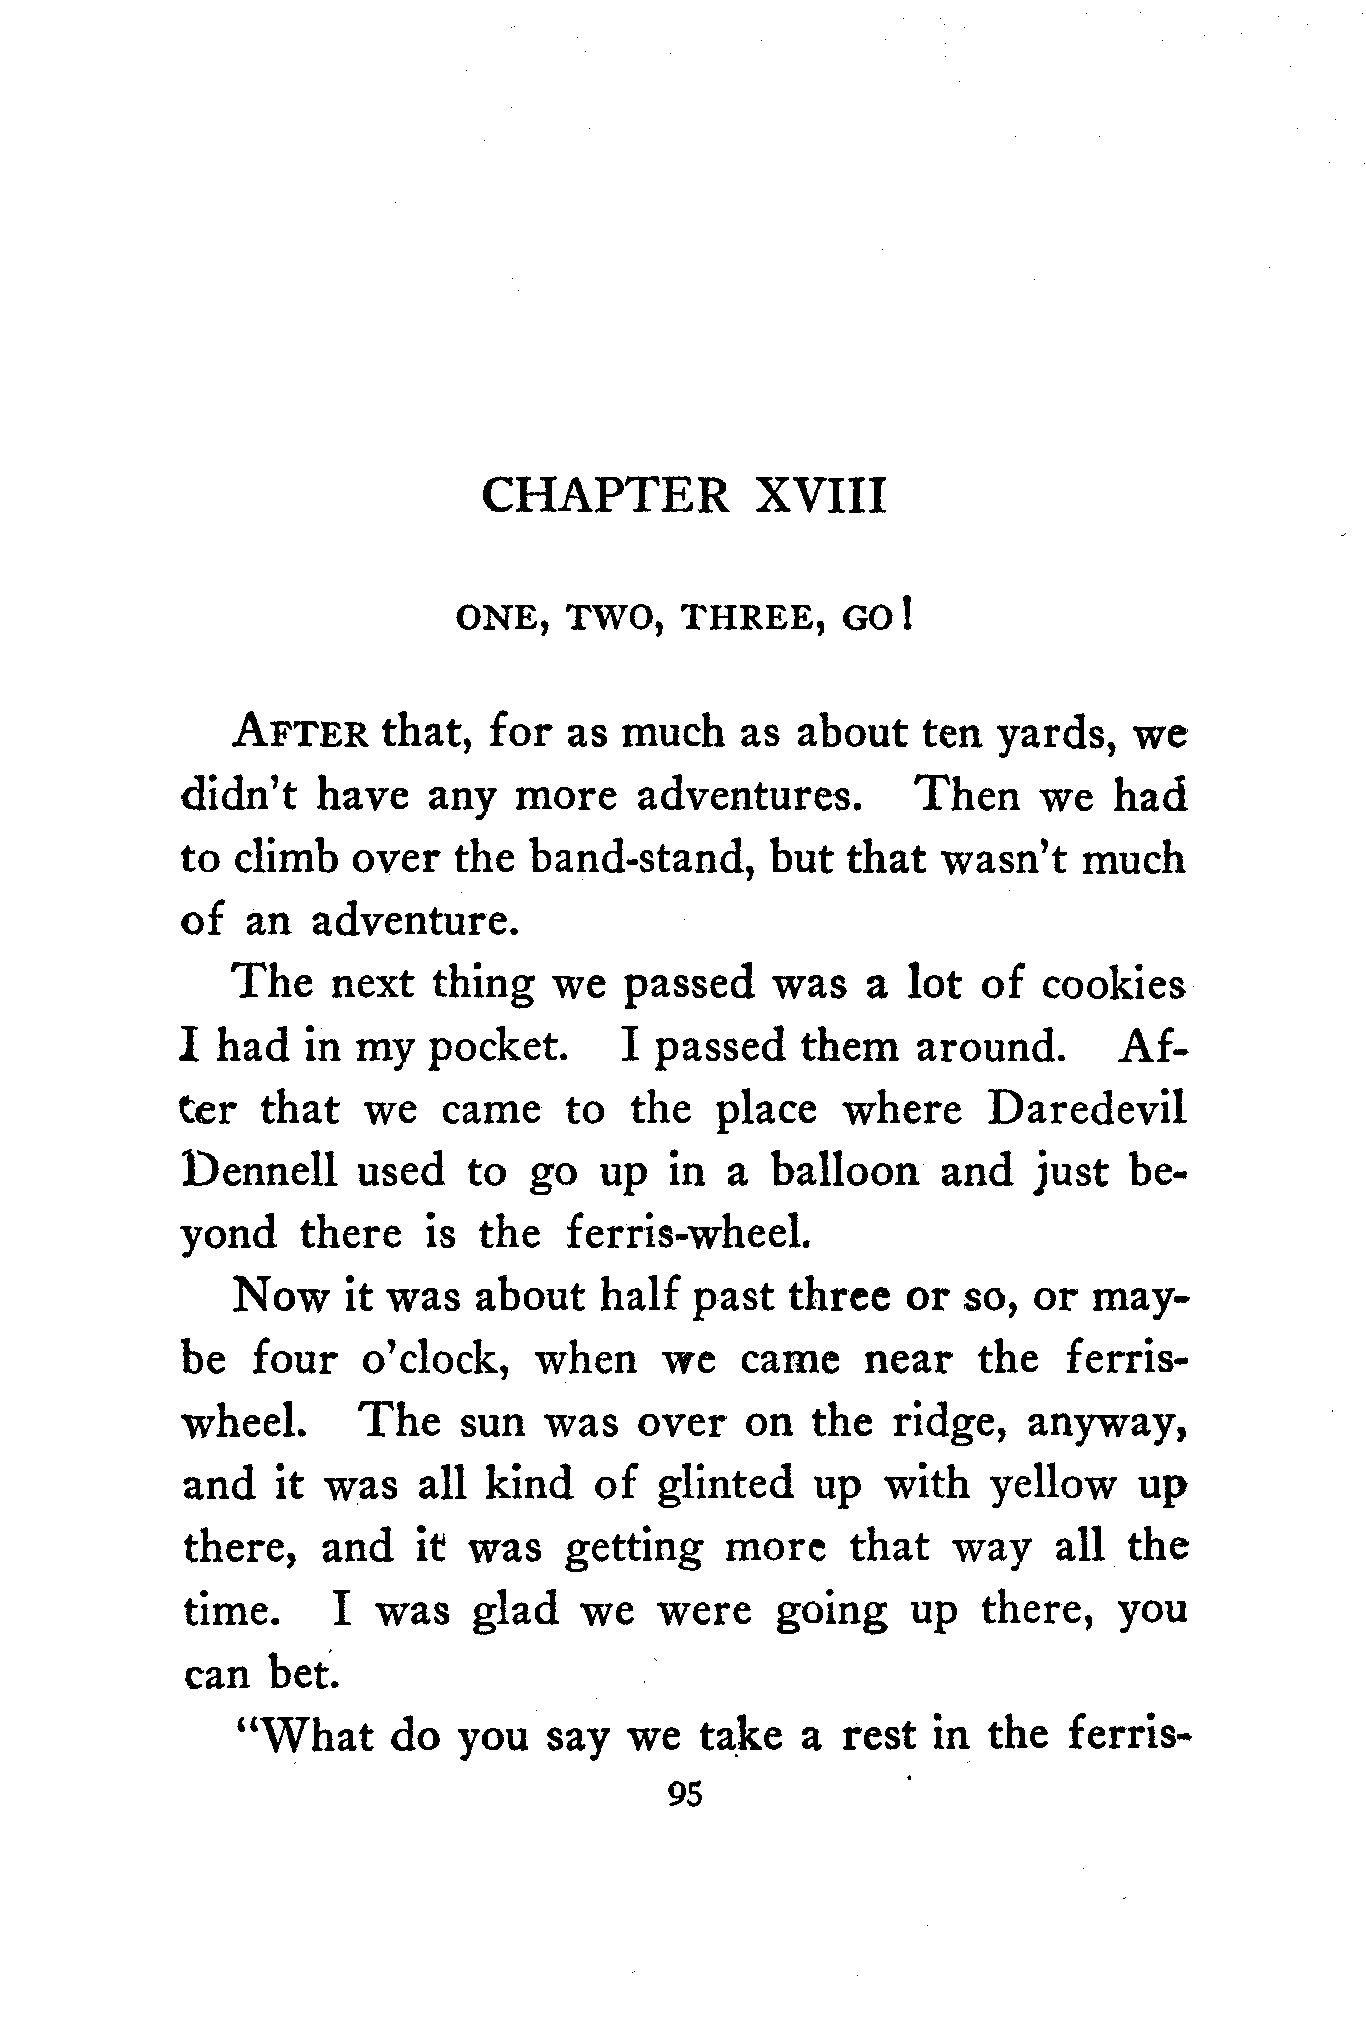 CHAPTER XVIII
ONE, TWO, THREE, GO!
AFTER that, for as much as about ten yards, we
didn't have any more adventures. Then we had
to climb over the band-stand, but that wasn't much
of an adventure.
The next thing we passed was a lot of cookies
I had in my pocket. I passed them around. Af-
ter that we came to the place where Daredevil
Dennell used to go up in a balloon and just be-
yond there is the ferris-wheel.
Now it was about half past three or so, or may-
be four o'clock, when we came near the ferris-
wheel. The sun was over on the ridge, anyway,
and it was all kind of glinted up with yellow up
there, and it was getting more that way all the
time. I was glad we were going up there, you
can bet.
"What do you say we take a rest in the ferris-
95